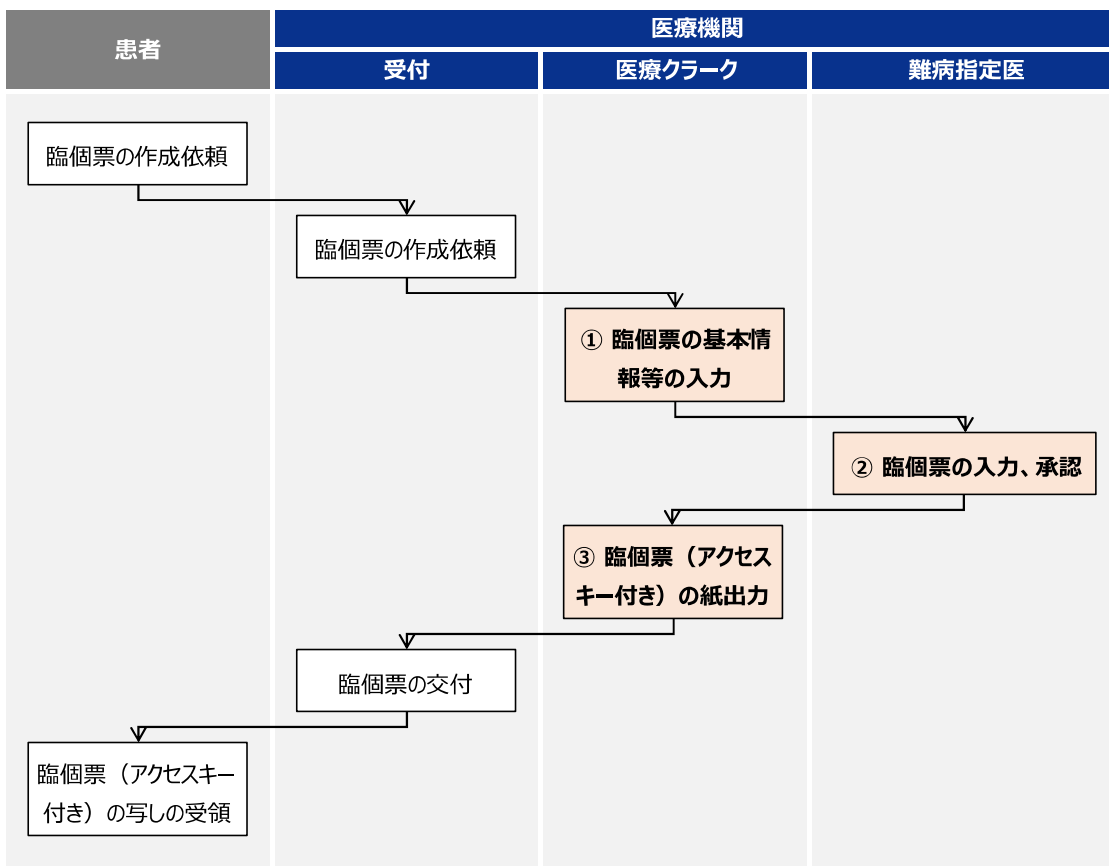 患者
医療機関
受付
医療クラーク
難病指定医
臨個票の作成依頼
臨個票の作成依頼
① 臨個票の基本情
報等の入力
② 臨個票の入力、承認
③ 臨個票（アクセス
キー付き）の紙出力
臨個票の交付
臨個票（アクセスキー
付き）の写しの受領